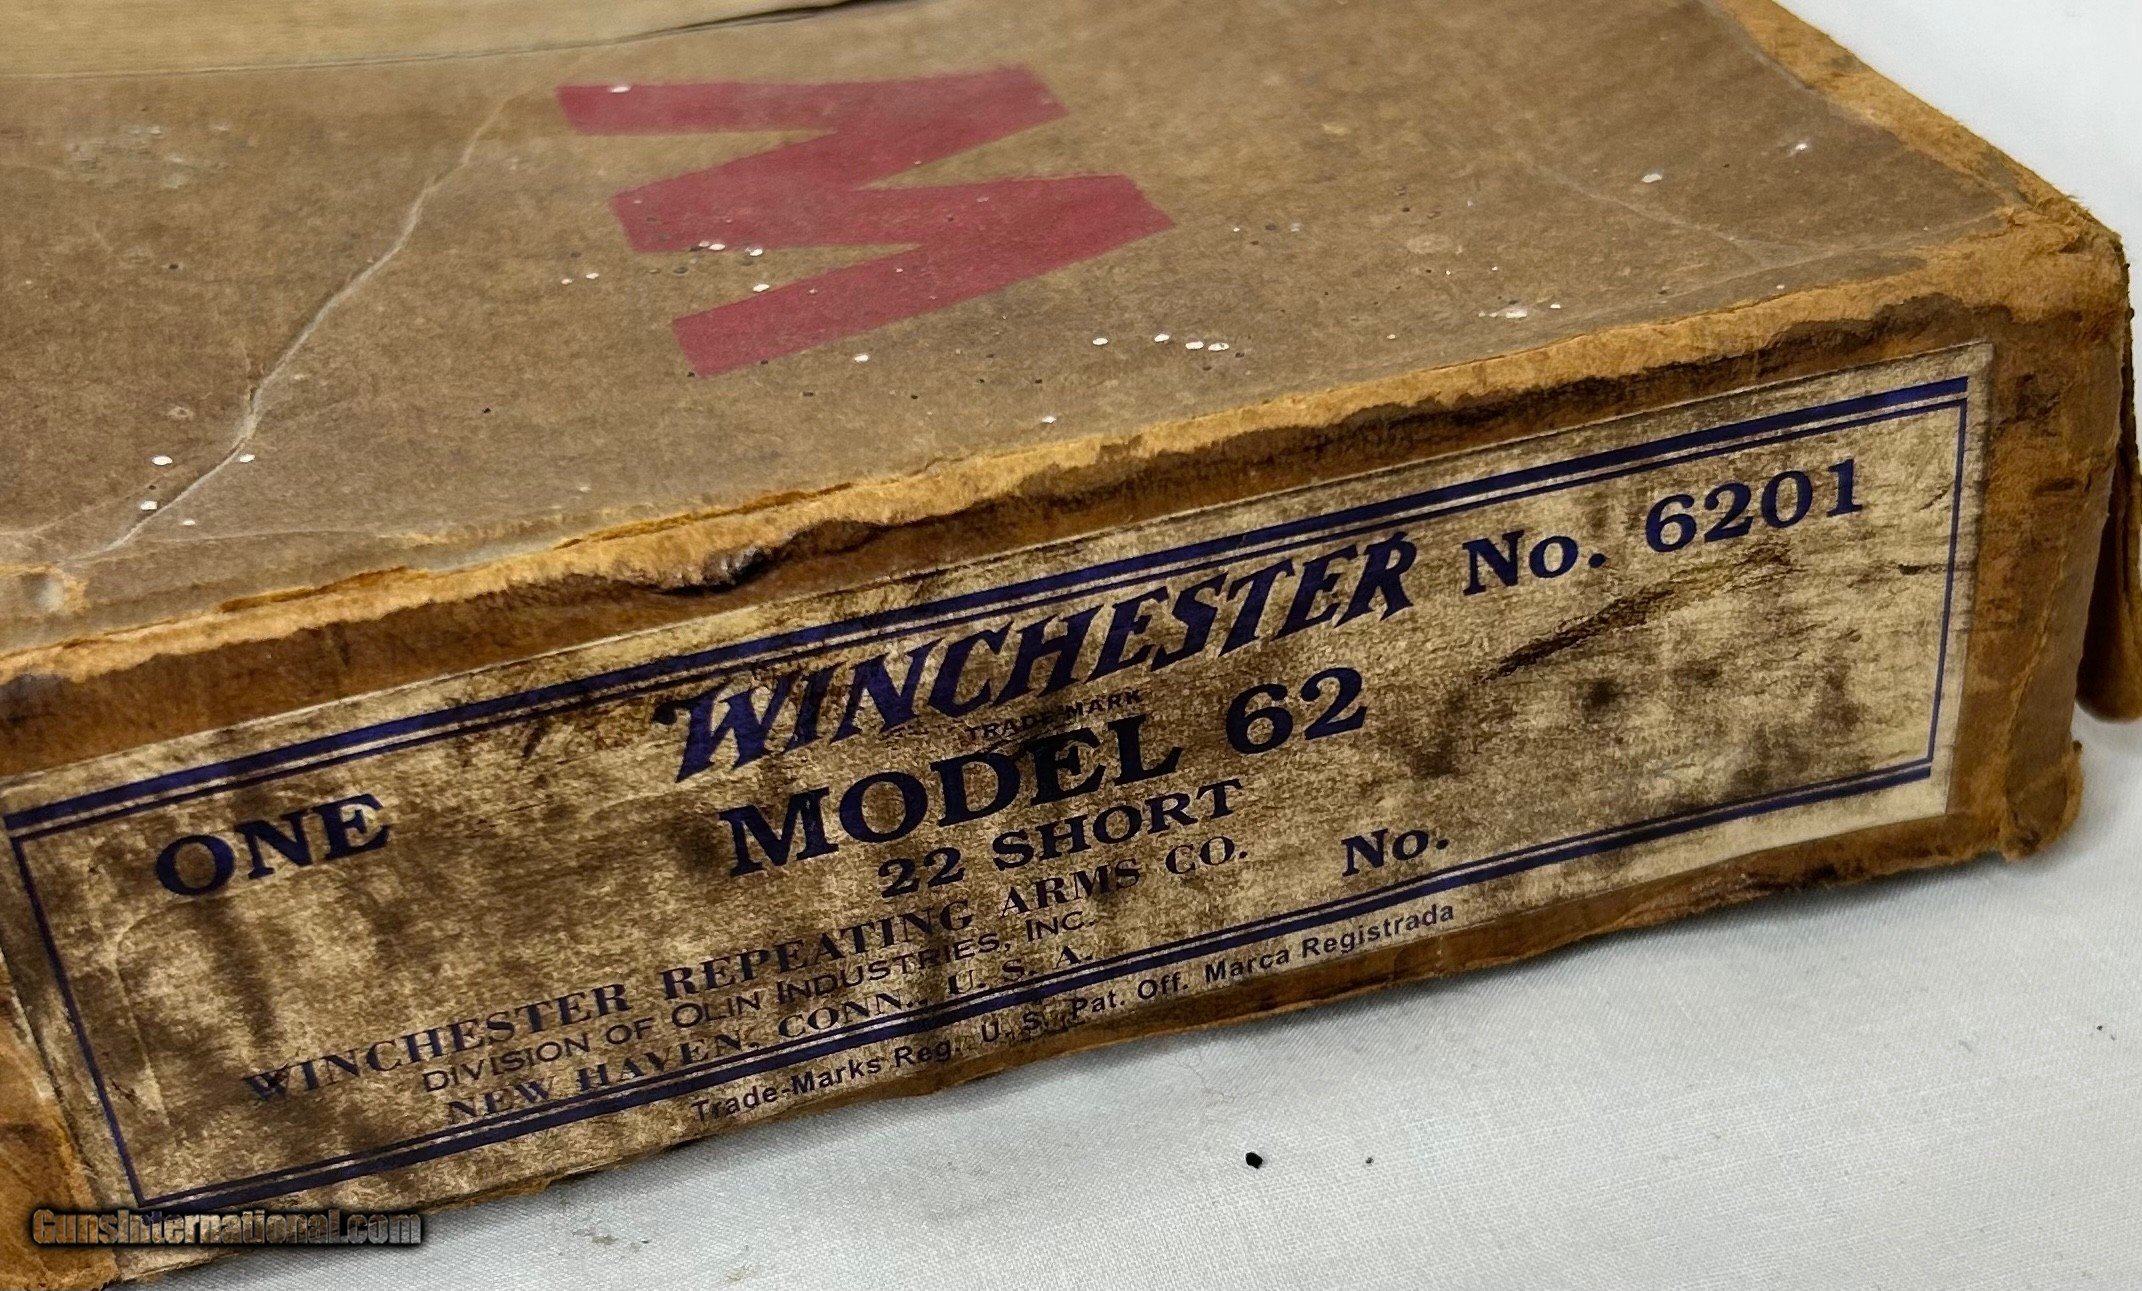 W
WINCHESTER No. 6201
TRADE MARK
ONE MODEL 62
22 SHORT
WINCHESTER REPEATING ARMS CO. No.
DIVISION OF OLIN INDUSTRIES, INC.
NEW HAVEN, CONN., U. S. A.
Trade-Marks Reg. U. S. Pat. Off. Marca Registrada
GunsInternational.com